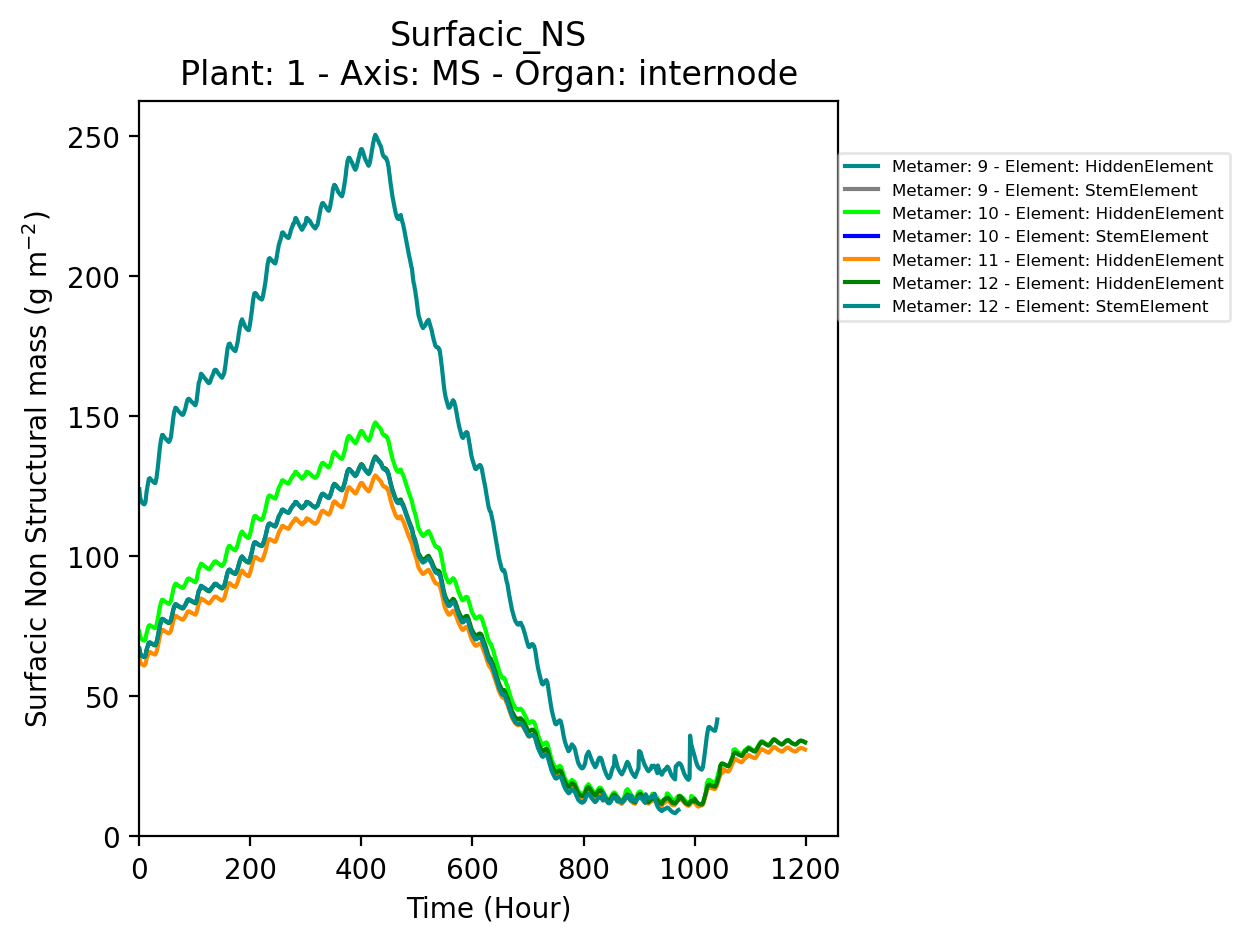 Surfacic_NS
Plant: 1 - Axis: MS - Organ: internode
250
200
150
100
50
0
Surfacic Non Structural mass (g m⁻²)
0 200 400 600 800 1000 1200
Time (Hour)
Metamer: 9 - Element: HiddenElement
Metamer: 9 - Element: StemElement
Metamer: 10 - Element: HiddenElement
Metamer: 10 - Element: StemElement
Metamer: 11 - Element: HiddenElement
Metamer: 12 - Element: HiddenElement
Metamer: 12 - Element: StemElement